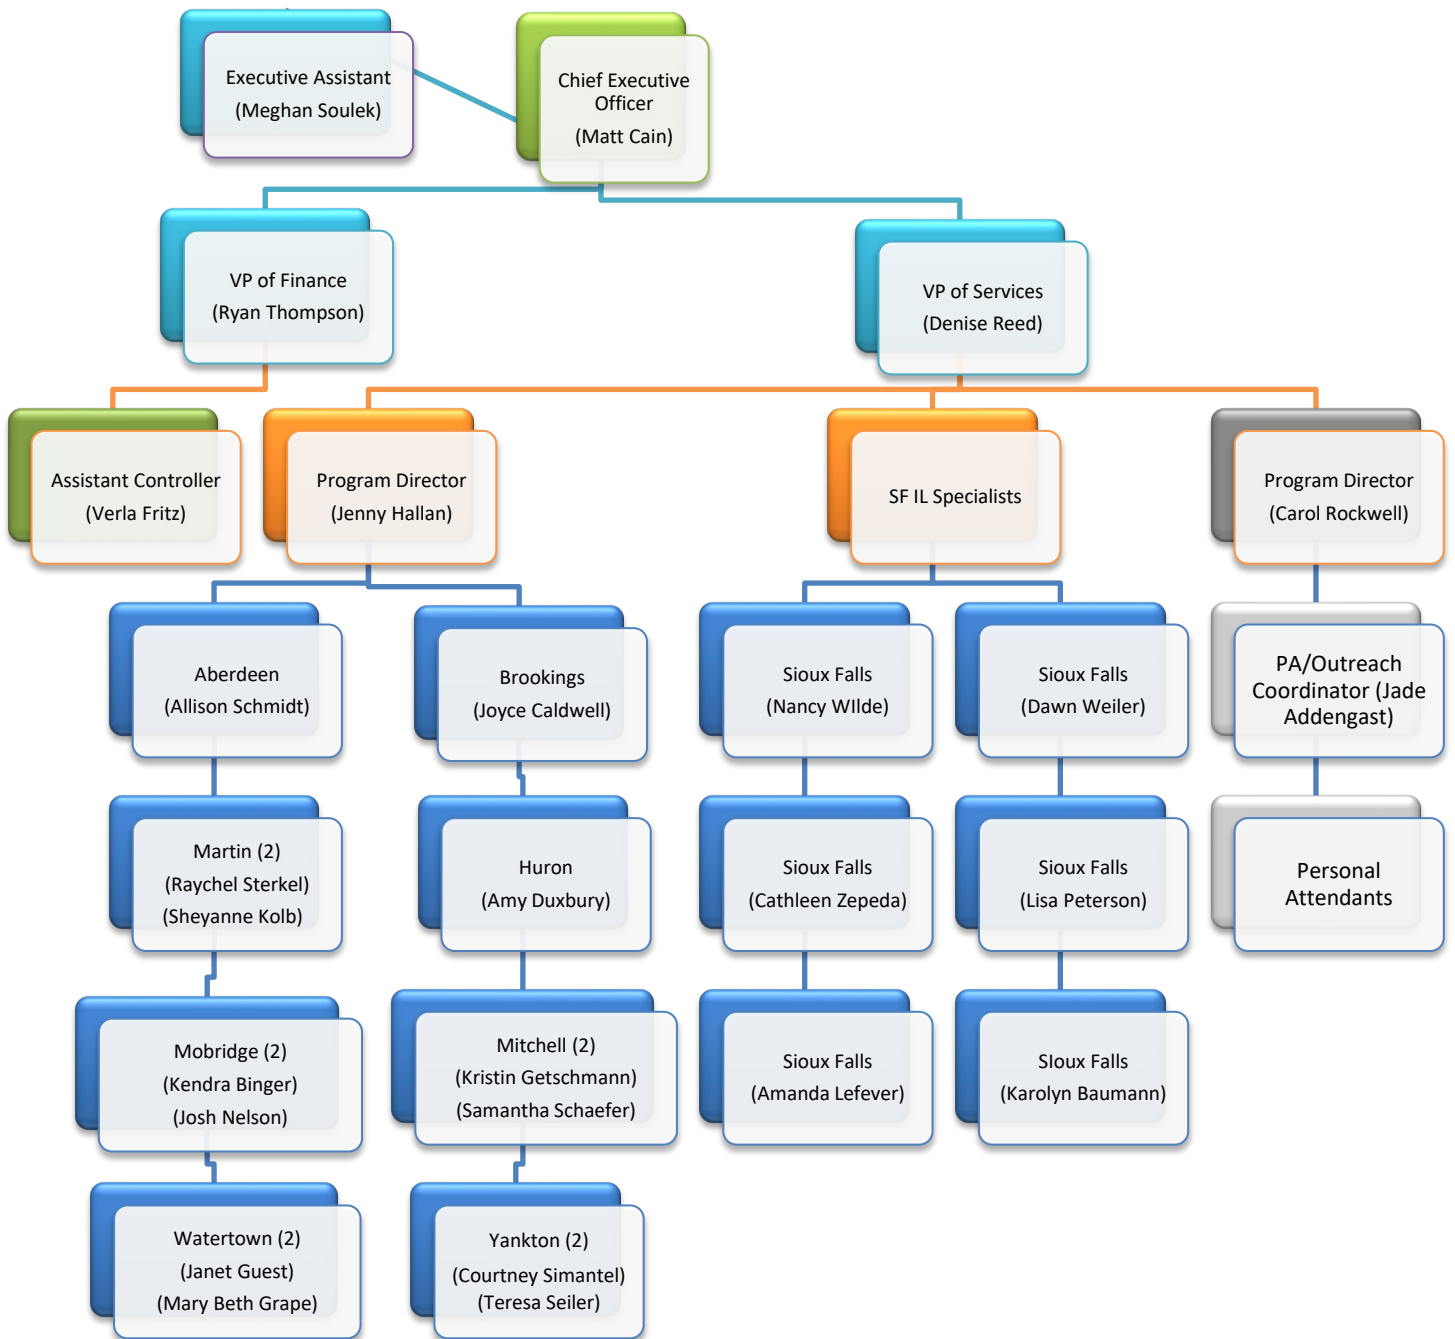 Executive Assistant
(Meghan Soulek)
Chief Executive
Officer
(Matt Cain)
VP of Finance
(Ryan Thompson)
VP of Services
(Denise Reed)
Assistant Controller
(Verla Fritz)
Program Director
(Jenny Hallan)
SF IL Specialists
Program Director
(Carol Rockwell)
Aberdeen
(Allison Schmidt)
Brookings
(Joyce Caldwell)
Sioux Falls
(Nancy WIlde)
Sioux Falls
(Dawn Weiler)
PA/Outreach
Coordinator (Jade
Addengast)
Martin (2)
(Raychel Sterkel)
(Sheyanne Kolb)
Huron
(Amy Duxbury)
Sioux Falls
(Cathleen Zepeda)
Sioux Falls
(Lisa Peterson)
Personal
Attendants
Mobridge (2)
(Kendra Binger)
(Josh Nelson)
Mitchell (2)
(Kristin Getschmann)
(Samantha Schaefer)
Sioux Falls
(Amanda Lefever)
SIoux Falls
(Karolyn Baumann)
Watertown (2)
(Janet Guest)
(Mary Beth Grape)
Yankton (2)
(Courtney Simantel)
(Teresa Seiler)